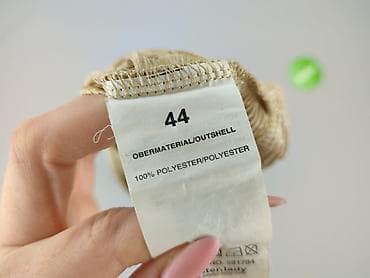 44
OBERMATERIAL/OUTSHELL
100% POLYESTER/POLYESTER